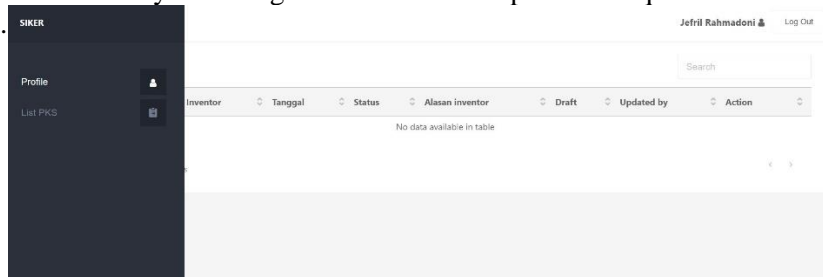 SIKER
Jefril Rahmadoni
Log Out
Search
Profile
List PKS
Inventor Tanggal Status Alasan inventor Draft Updated by Action
No data available in table